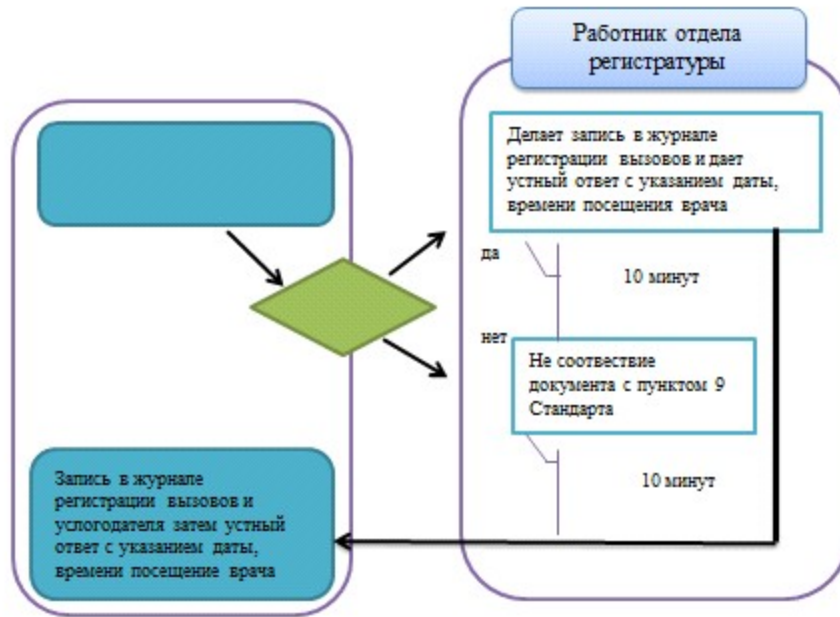 Работник отдела
регистратуры
Делает запись в журнале
регистрации вызовов и дает
устный ответ с указанием даты,
времени посещения врача
да
10 минут
нет
Не соотвествие
документа с пунктом 9
Стандарта
10 минут
Запись в журнале
регистрации вызовов и
услогодателя затем устный
ответ с указанием даты,
времени посещение врача